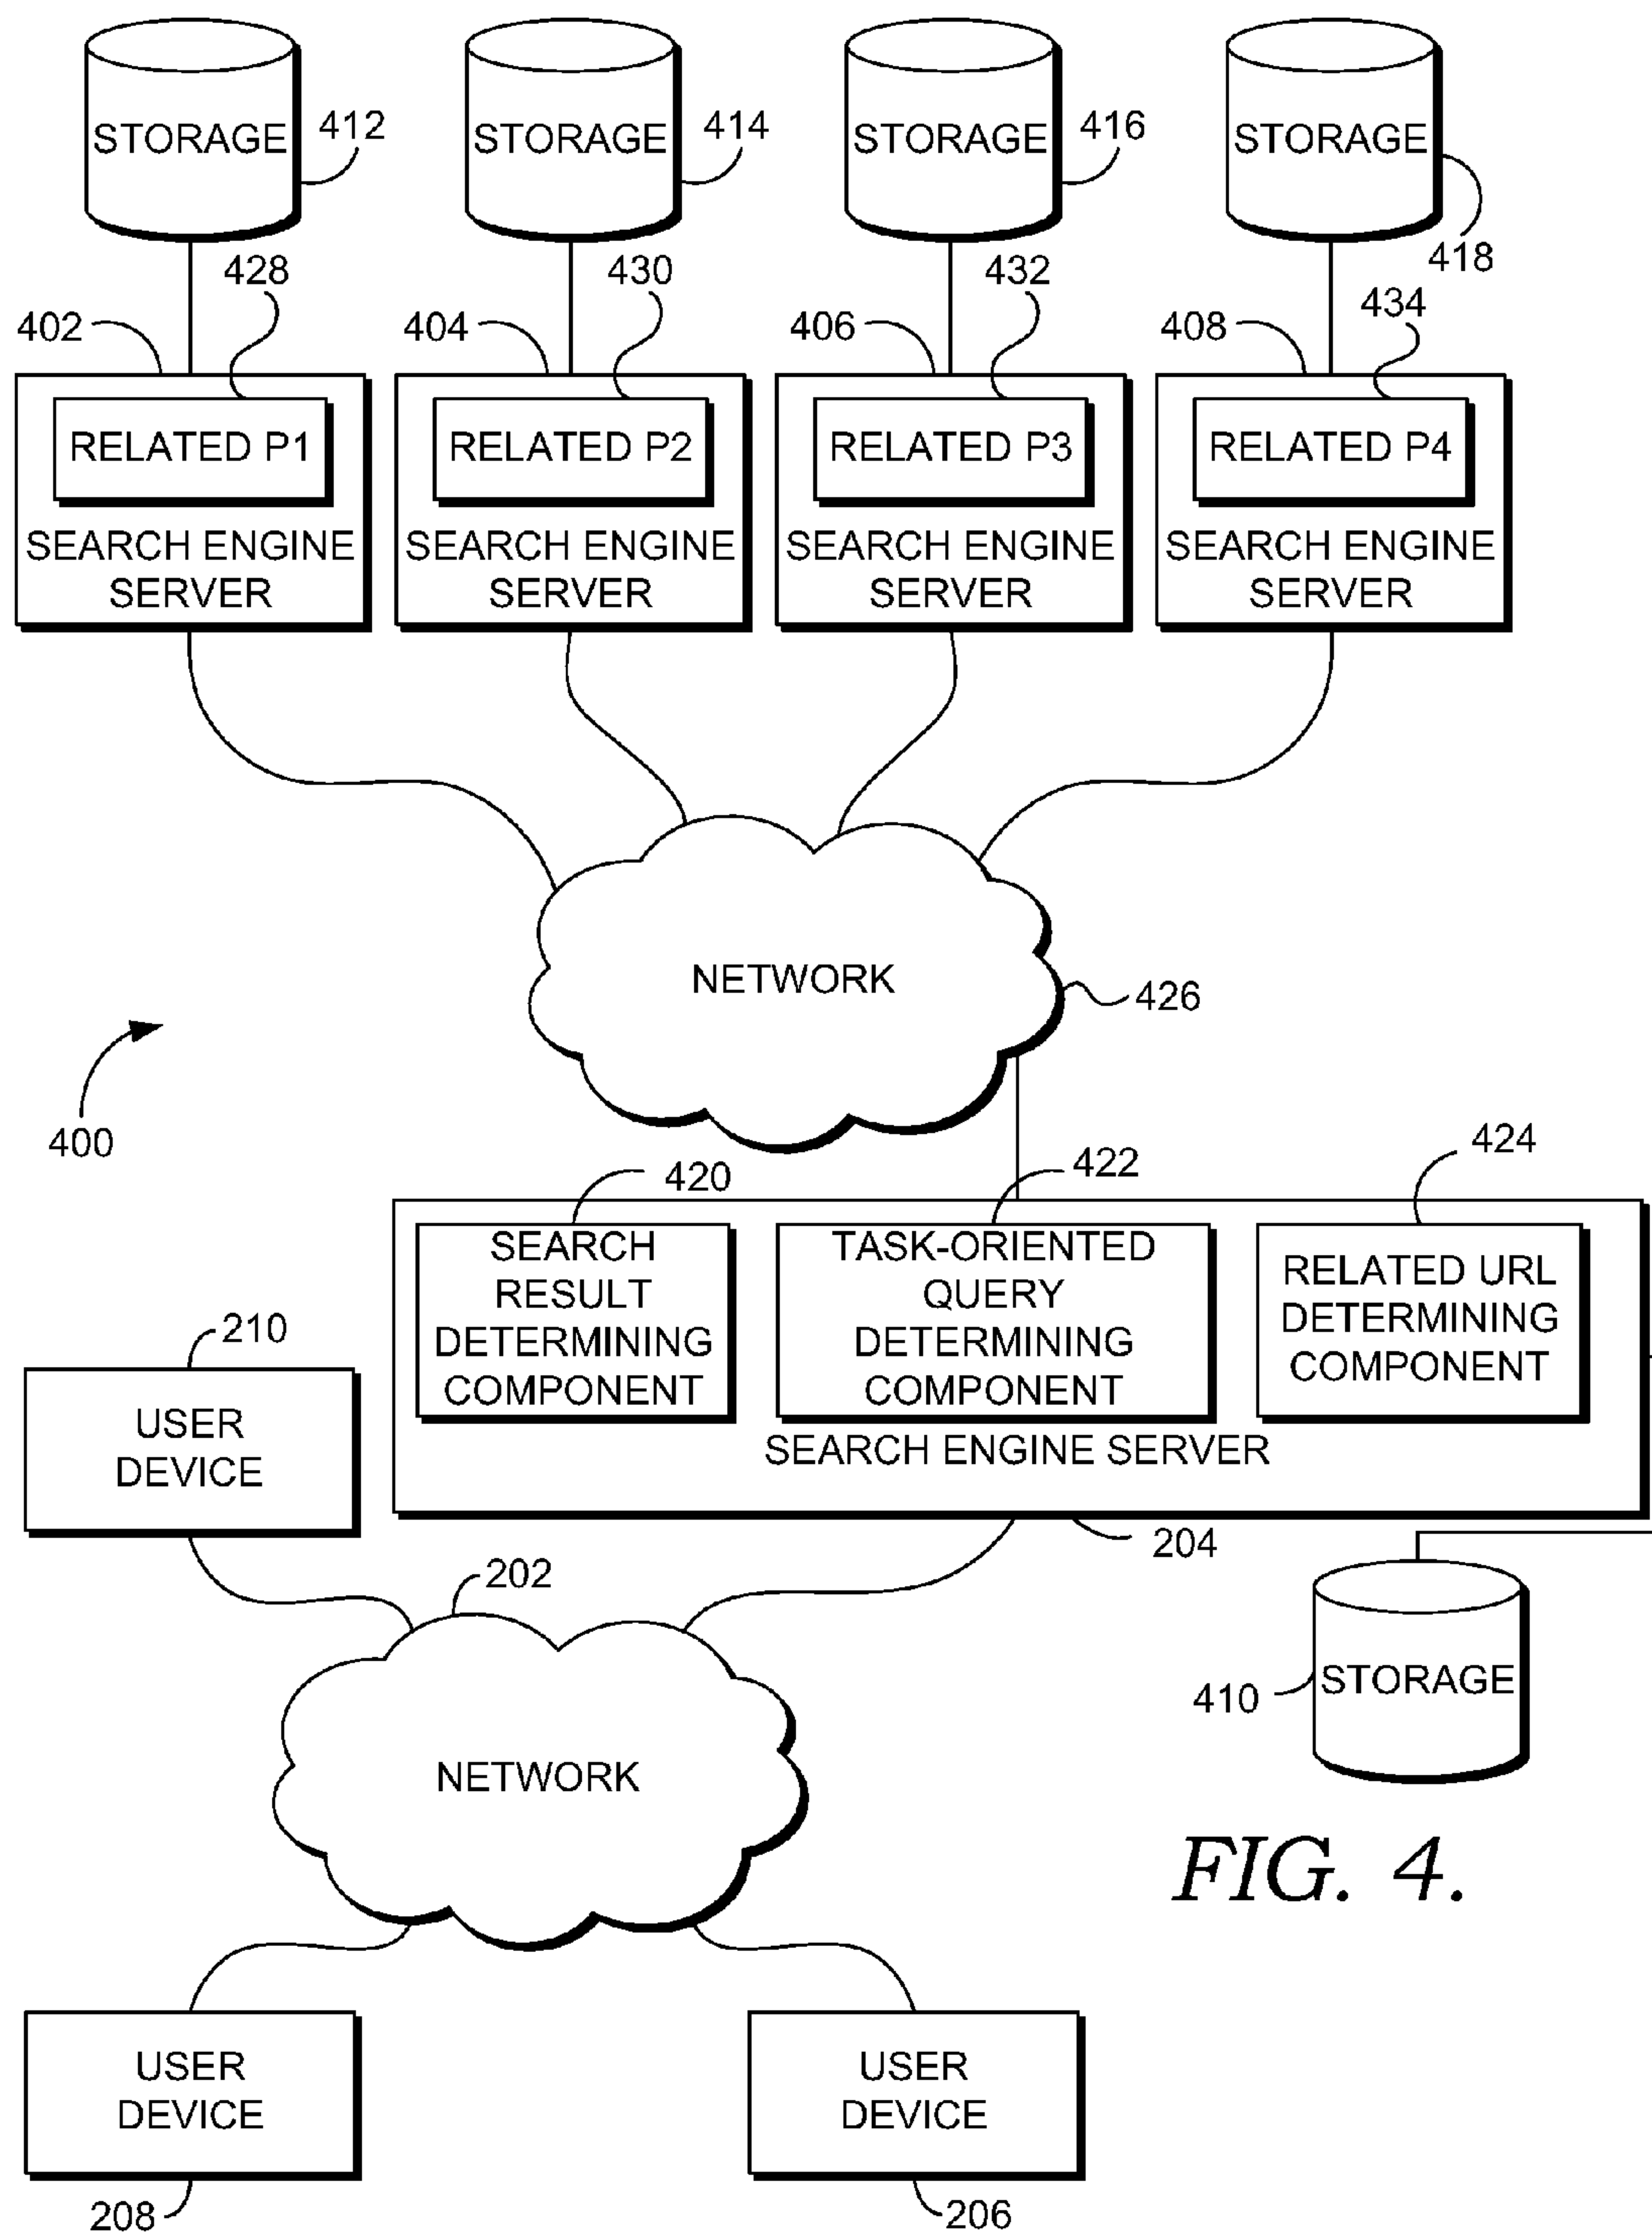 STORAGE
412
STORAGE
414
STORAGE
416
STORAGE
418
428
430
432
434
402
404
406
408
RELATED P1
SEARCH ENGINE
SERVER
RELATED P2
SEARCH ENGINE
SERVER
RELATED P3
SEARCH ENGINE
SERVER
RELATED P4
SEARCH ENGINE
SERVER
NETWORK
426
400
420
422
424
SEARCH
RESULT
DETERMINING
COMPONENT
TASK-ORIENTED
QUERY
DETERMINING
COMPONENT
RELATED URL
DETERMINING
COMPONENT
SEARCH ENGINE SERVER
204
210
USER
DEVICE
202
NETWORK
410
STORAGE
FIG. 4.
USER
DEVICE
208
USER
DEVICE
206